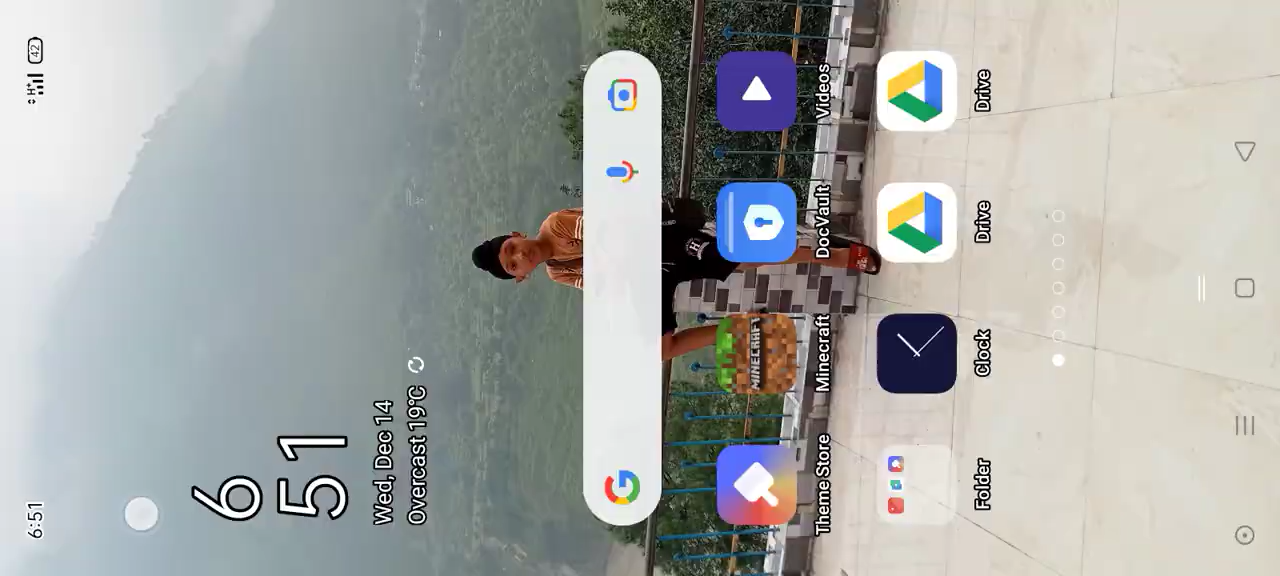 6:51
H+
42
6
51
Wed, Dec 14
Overcast 19°C
Theme Store
MINECRAFT
Minecraft
DocVault
Videos
Folder
Clock
Drive
Drive